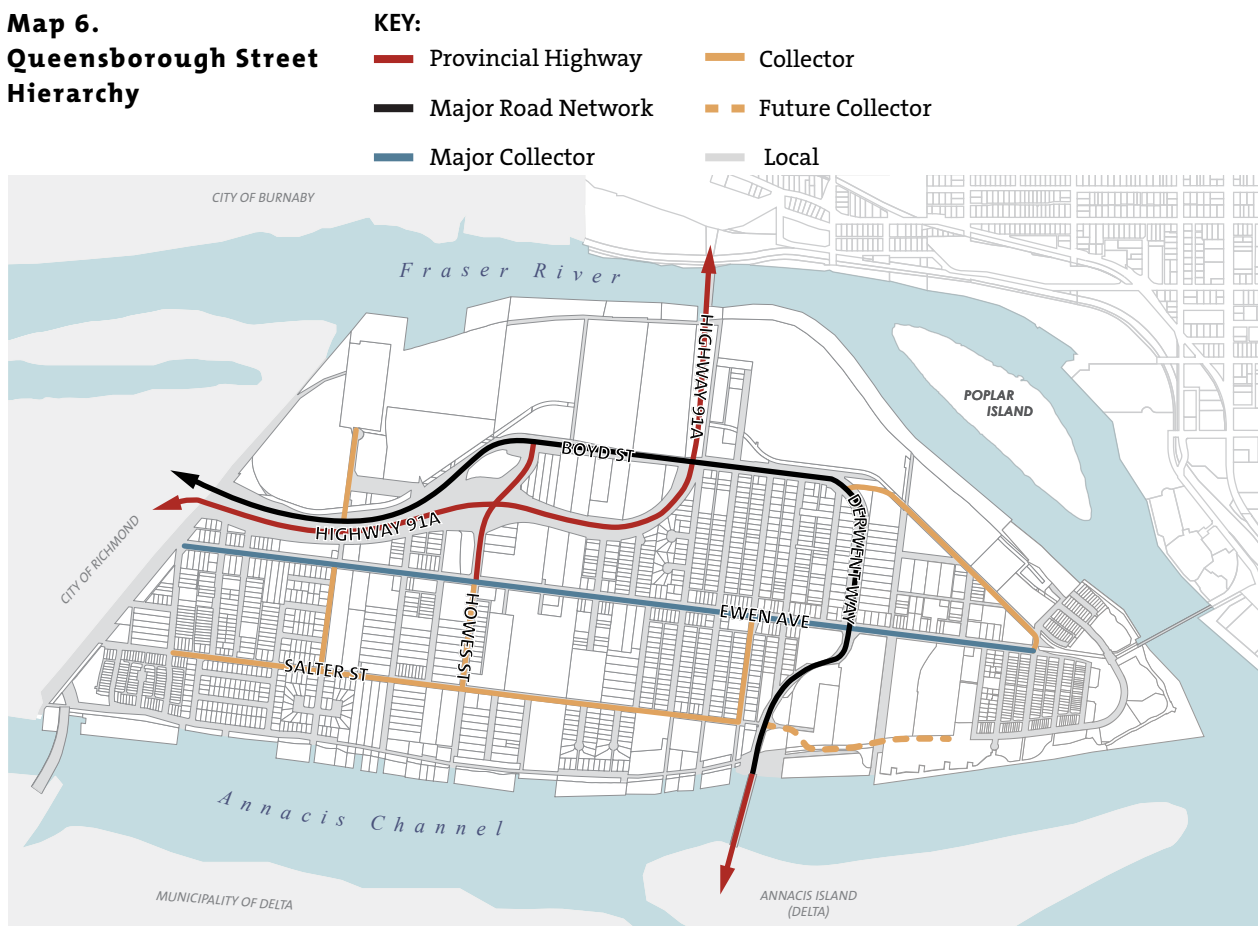 Map 6.
Queensborough Street
Hierarchy
KEY:
Provincial Highway
Major Road Network
Major Collector
Collector
Future Collector
Local
CITY OF BURNABY
Fraser River
HIGHWAY 91A
POPLAR
ISLAND
BOYD ST
DERWENT WAY
HIGHWAY 91A
CITY OF RICHMOND
EWEN AVE
HOWES ST
SALTER ST
Annacis Channel
MUNICIPALITY OF DELTA
ANNACIS ISLAND
(DELTA)